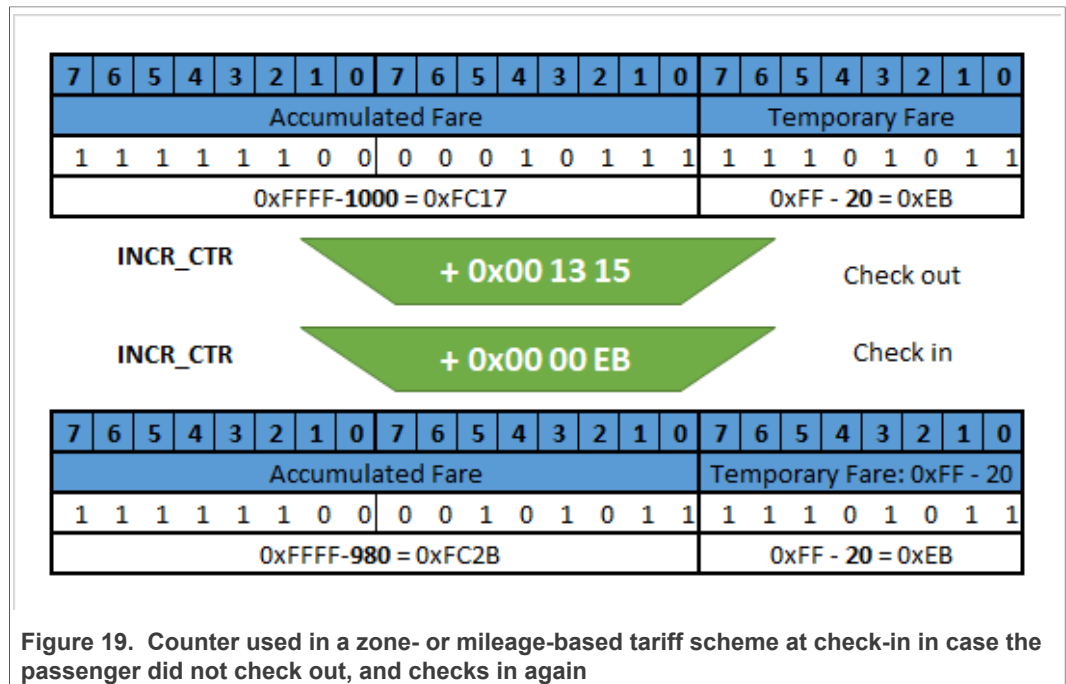 7 6 5 4 3 2 1 0 7 6 5 4 3 2 1 0 7 6 5 4 3 2 1 0
Accumulated Fare Temporary Fare
1 1 1 1 1 1 0 0 0 0 0 1 0 1 1 1 1 1 1 0 1 0 1 1
0xFFFF-1000 = 0xFC17 0xFF - 20 = 0xEB
INCR_CTR + 0x00 13 15 Check out
INCR_CTR + 0x00 00 EB Check in
7 6 5 4 3 2 1 0 7 6 5 4 3 2 1 0 7 6 5 4 3 2 1 0
Accumulated Fare Temporary Fare: 0xFF - 20
1 1 1 1 1 1 0 0 0 0 1 0 1 0 1 1 1 1 1 0 1 0 1 1
0xFFFF-980 = 0xFC2B 0xFF - 20 = 0xEB
Figure 19. Counter used in a zone- or mileage-based tariff scheme at check-in in case the
passenger did not check out, and checks in again